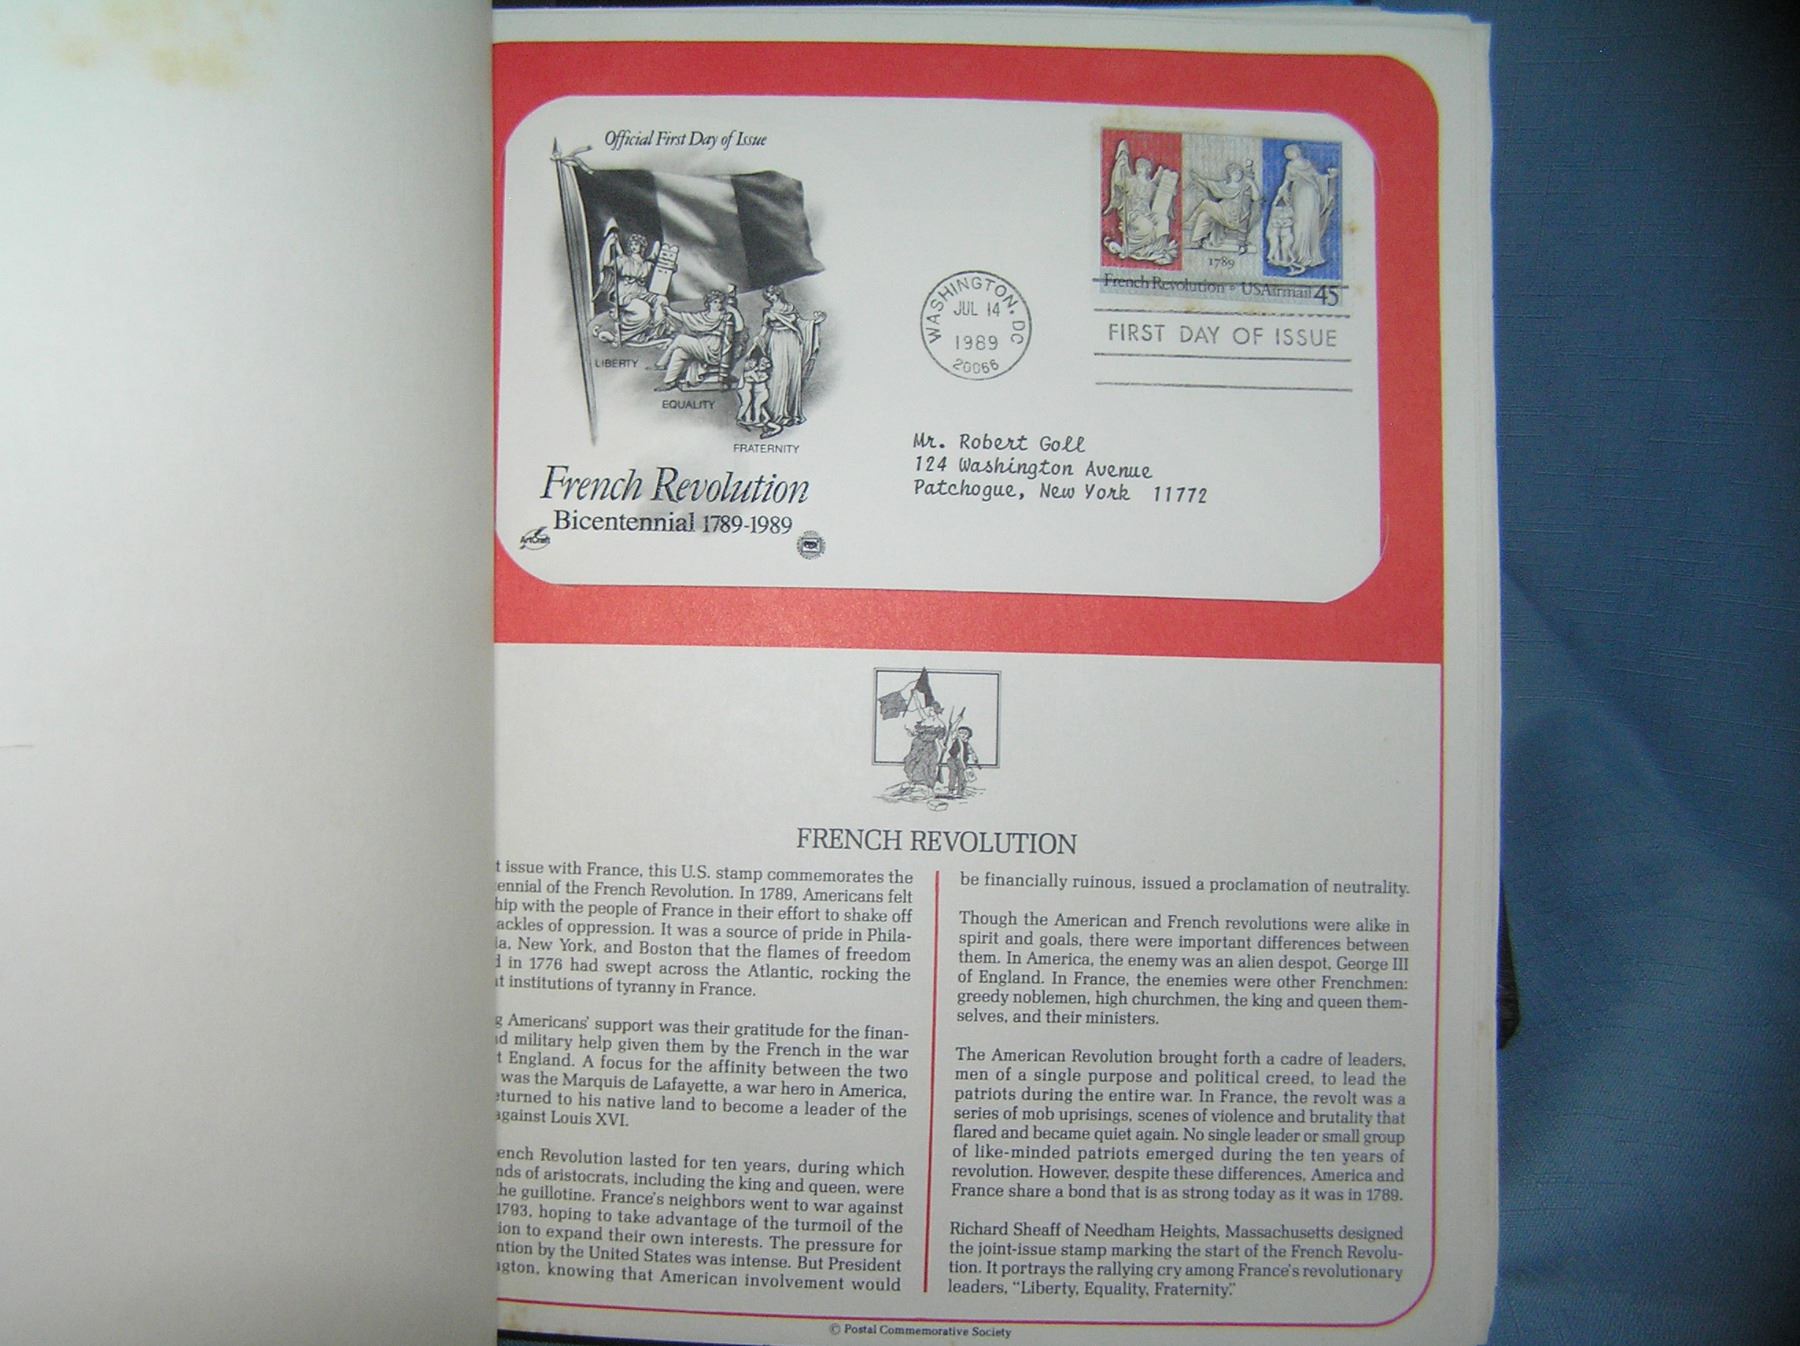 Official First Day of Issue
LIBERTY
EQUALITY
FRATERNITY
French Revolution
Bicentennial 1789-1989
ArtCraft
WASHINGTON, DC
JUL 14
1989
20066
1789
French Revolution • USAirmail 45
FIRST DAY OF ISSUE
Mr. Robert Goll
124 Washington Avenue
Patchogue, New York 11772
FRENCH REVOLUTION
t issue with France, this U.S. stamp commemorates the
ennial of the French Revolution. In 1789, Americans felt
hip with the people of France in their effort to shake off
ackles of oppression. It was a source of pride in Phila-
ia, New York, and Boston that the flames of freedom
d in 1776 had swept across the Atlantic, rocking the
nt institutions of tyranny in France.
g Americans' support was their gratitude for the finan-
nd military help given them by the French in the war
t England. A focus for the affinity between the two
was the Marquis de Lafayette, a war hero in America,
eturned to his native land to become a leader of the
against Louis XVI.
ench Revolution lasted for ten years, during which
nds of aristocrats, including the king and queen, were
he guillotine. France's neighbors went to war against
1793, hoping to take advantage of the turmoil of the
ion to expand their own interests. The pressure for
ntion by the United States was intense. But President
ngton, knowing that American involvement would
be financially ruinous, issued a proclamation of neutrality.
Though the American and French revolutions were alike in
spirit and goals, there were important differences between
them. In America, the enemy was an alien despot, George III
of England. In France, the enemies were other Frenchmen:
greedy noblemen, high churchmen, the king and queen them-
selves, and their ministers.
The American Revolution brought forth a cadre of leaders,
men of a single purpose and political creed, to lead the
patriots during the entire war. In France, the revolt was a
series of mob uprisings, scenes of violence and brutality that
flared and became quiet again. No single leader or small group
of like-minded patriots emerged during the ten years of
revolution. However, despite these differences, America and
France share a bond that is as strong today as it was in 1789.
Richard Sheaff of Needham Heights, Massachusetts designed
the joint-issue stamp marking the start of the French Revolu-
tion. It portrays the rallying cry among France's revolutionary
leaders, "Liberty, Equality, Fraternity."
© Postal Commemorative Society